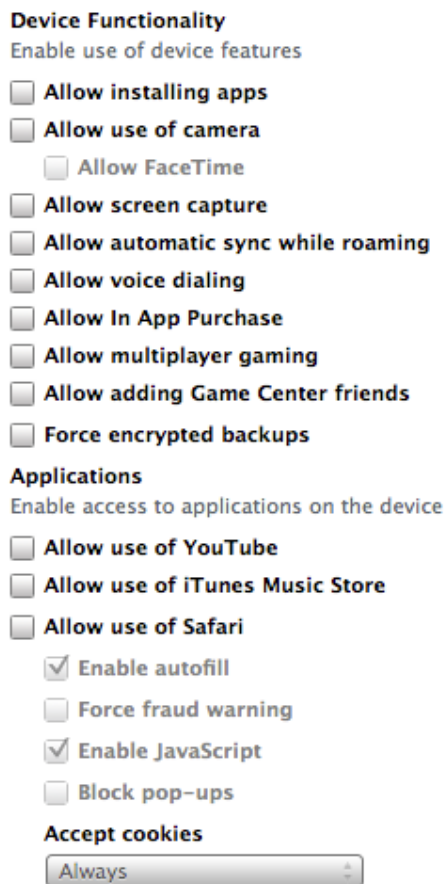 Device Functionality
Enable use of device features
Allow installing apps
Allow use of camera
Allow FaceTime
Allow screen capture
Allow automatic sync while roaming
Allow voice dialing
Allow In App Purchase
Allow multiplayer gaming
Allow adding Game Center friends
Force encrypted backups
Applications
Enable access to applications on the device
Allow use of YouTube
Allow use of iTunes Music Store
Allow use of Safari
Enable autofill
Force fraud warning
Enable JavaScript
Block pop-ups
Accept cookies
Always